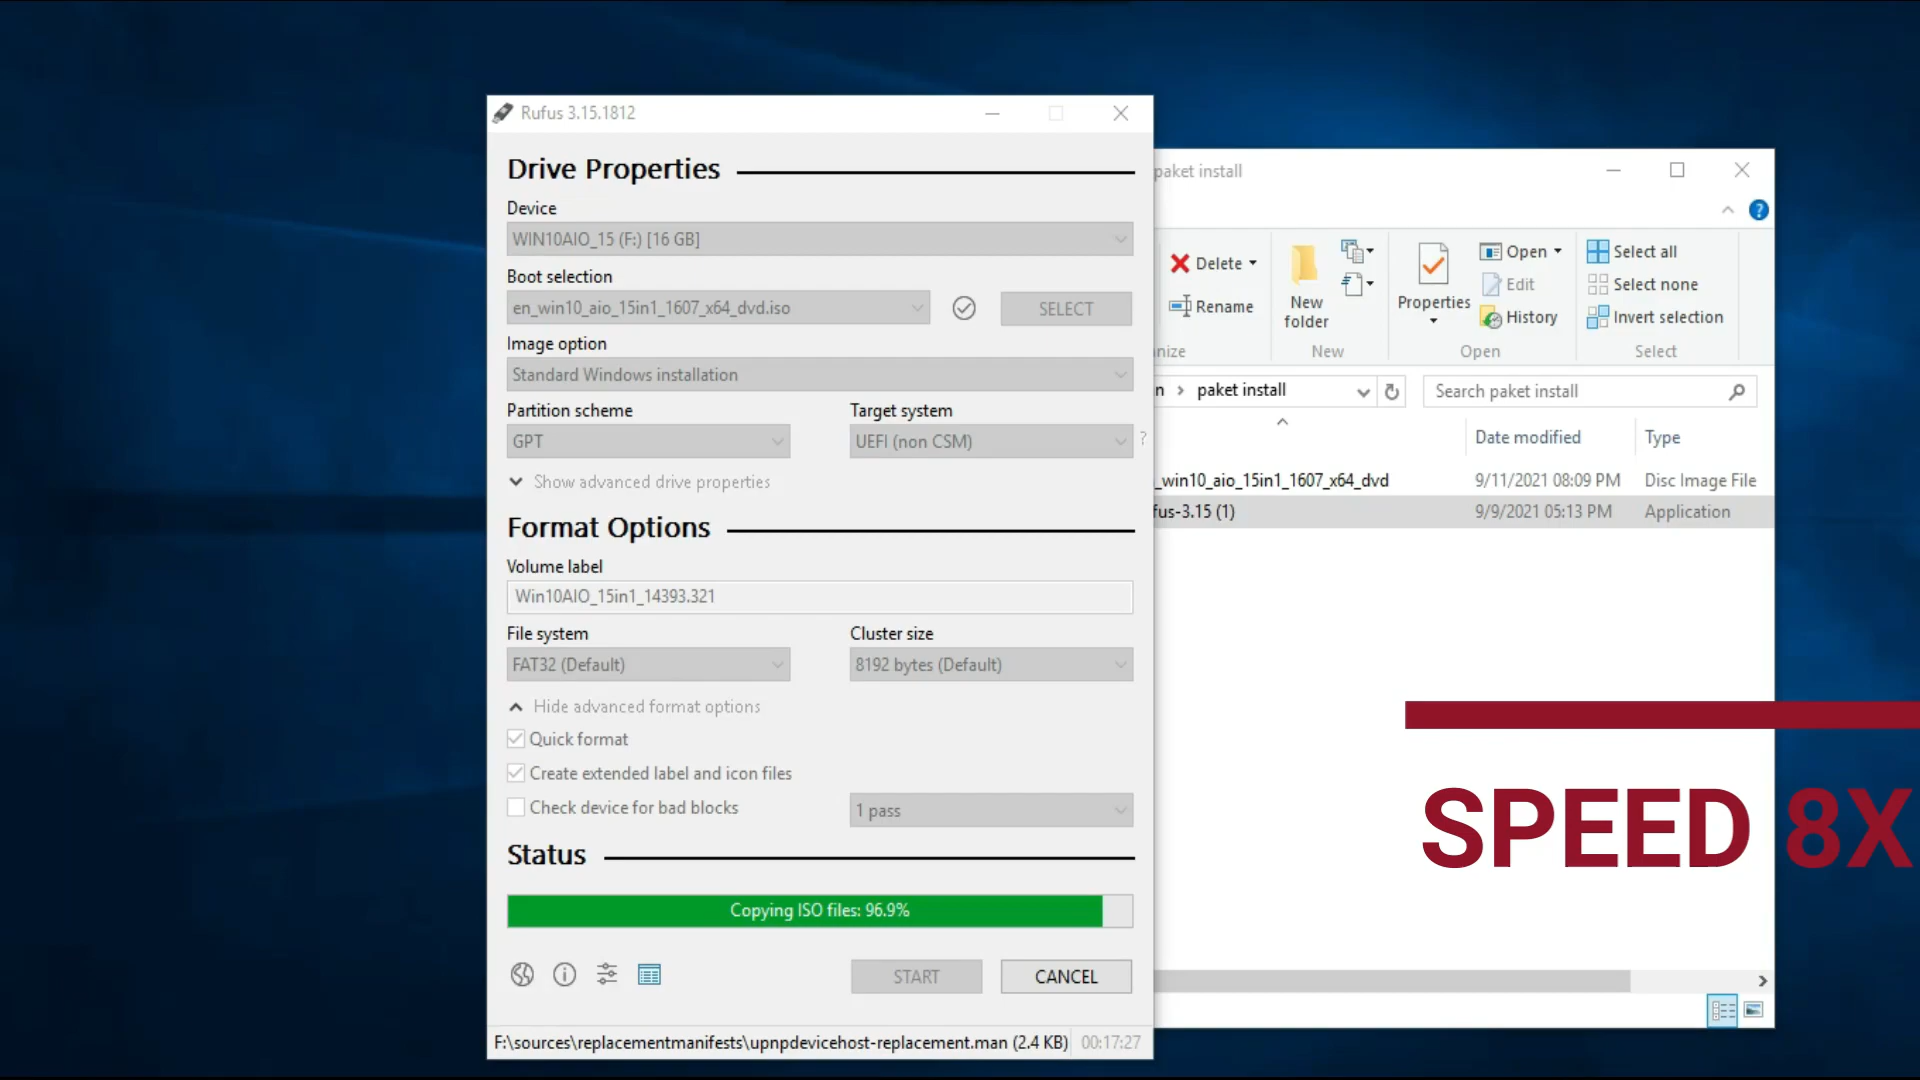 Rufus 3.15.1812
Drive Properties
Device
WIN10AIO_15 (F:) [16 GB]
Boot selection
en_win10_aio_15in1_1607_x64_dvd.iso
SELECT
Image option
Standard Windows installation
Partition scheme
Target system
GPT
UEFI (non CSM)
?
Show advanced drive properties
Format Options
Volume label
Win10AIO_15in1_14393.321
File system
Cluster size
FAT32 (Default)
8192 bytes (Default)
Hide advanced format options
Quick format
Create extended label and icon files
Check device for bad blocks
1 pass
Status
Copying ISO files: 96.9%
START
CANCEL
F:\sources\replacementmanifests\upnpdevicehost-replacement.man (2.4 KB)
00:17:27
paket install
?
Delete
Rename
nize
New
folder
New
Properties
Open
Edit
History
Open
Select all
Select none
Invert selection
Select
n > paket install
Search paket install
Date modified
Type
_win10_aio_15in1_1607_x64_dvd
9/11/2021 08:09 PM
Disc Image File
fus-3.15 (1)
9/9/2021 05:13 PM
Application
SPEED 8X